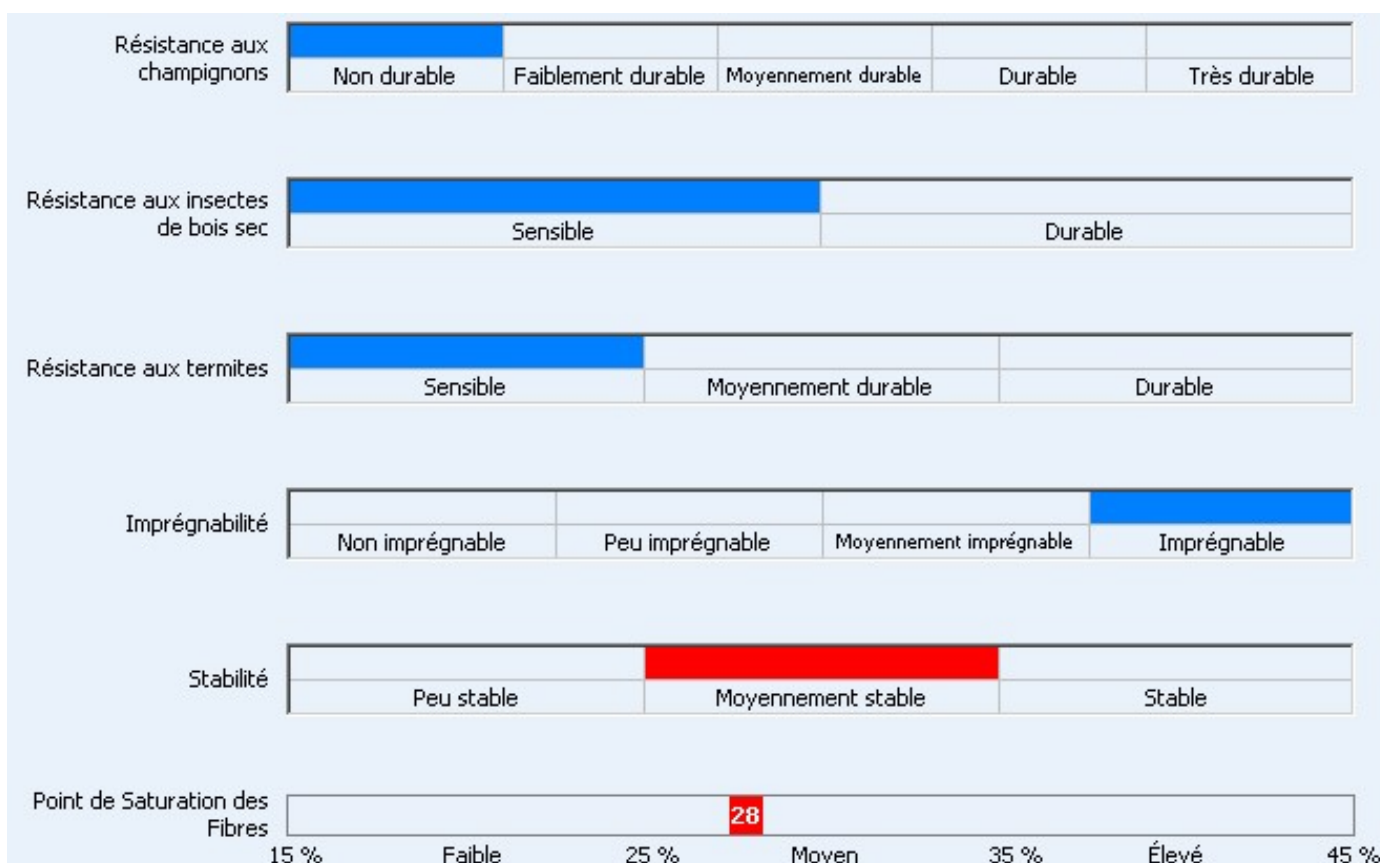 Résistance aux
champignons
Non durable Faiblement durable Moyennement durable Durable Très durable
Résistance aux insectes
de bois sec
Sensible Durable
Résistance aux termites
Sensible Moyennement durable Durable
Imprégnabilité
Non imprégnable Peu imprégnable Moyennement imprégnable Imprégnable
Stabilité
Peu stable Moyennement stable Stable
Point de Saturation des
Fibres
28
15 % Faible 25 % Moyen 35 % Élevé 45 %